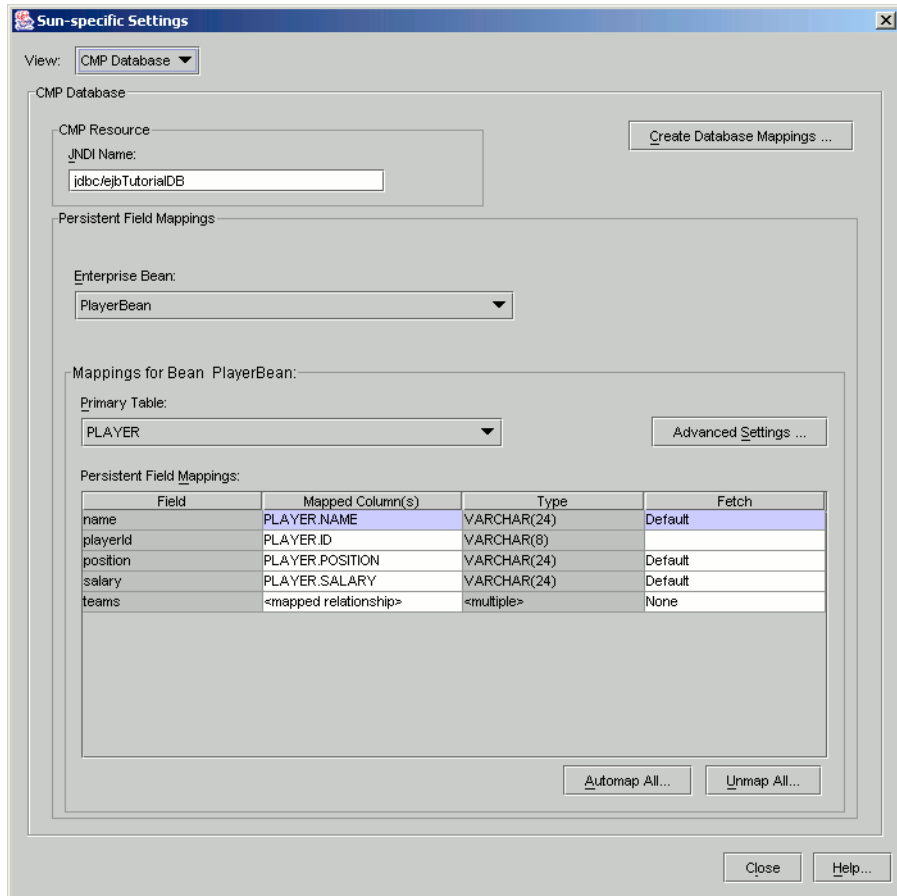 Sun-specific Settings
View: CMP Database
CMP Database
CMP Resource
JNDI Name:
jdbc/ejbTutorialDB
Create Database Mappings ...
Persistent Field Mappings
Enterprise Bean:
PlayerBean
Mappings for Bean PlayerBean:
Primary Table:
PLAYER
Advanced Settings ...
Persistent Field Mappings:
Field Mapped Column(s) Type Fetch
name PLAYER.NAME VARCHAR(24) Default
playerId PLAYER.ID VARCHAR(8)
position PLAYER.POSITION VARCHAR(24) Default
salary PLAYER.SALARY VARCHAR(24) Default
teams <mapped relationship> <multiple> None
Automap All... Unmap All...
Close Help...